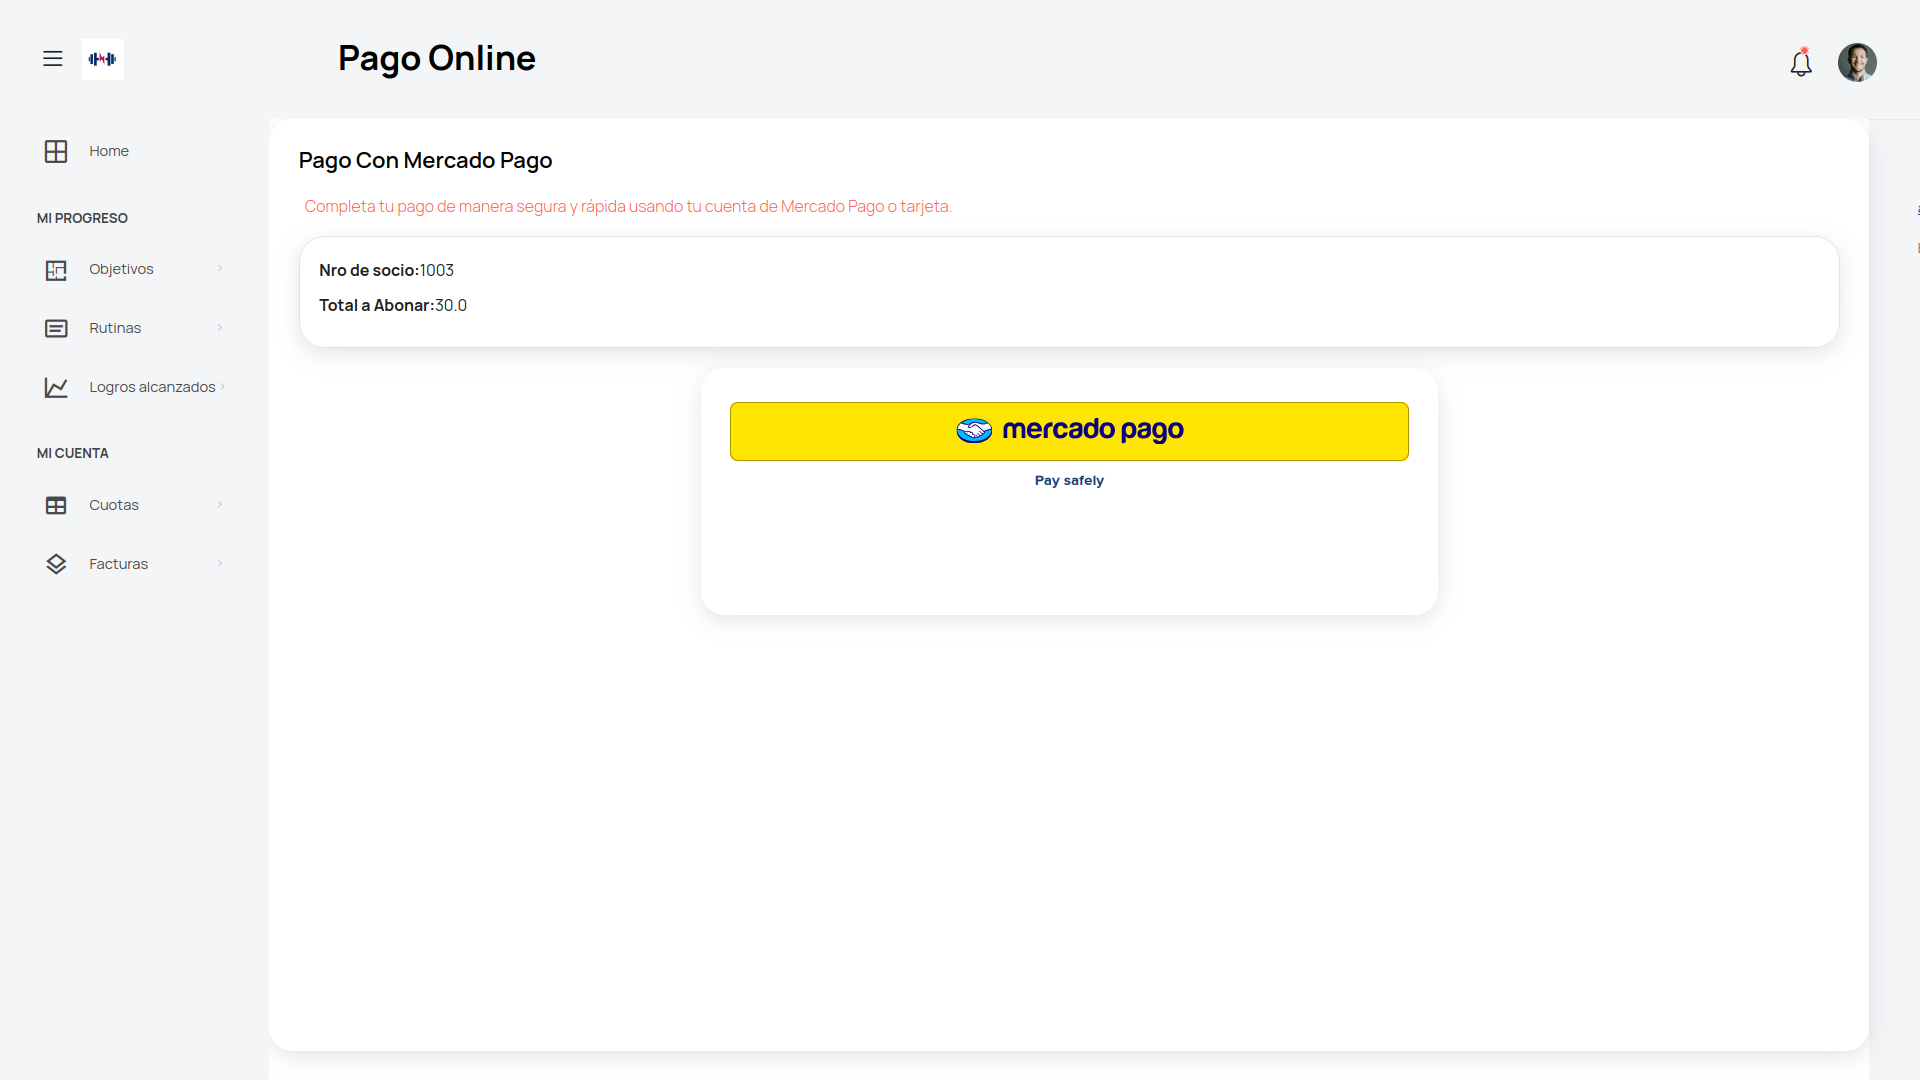 Pago Online
Home
MI PROGRESO
Objetivos
Rutinas
Logros alcanzados
MI CUENTA
Cuotas
Facturas
Pago Con Mercado Pago
Completa tu pago de manera segura y rápida usando tu cuenta de Mercado Pago o tarjeta.
Nro de socio:1003
Total a Abonar:30.0
mercado pago
Pay safely